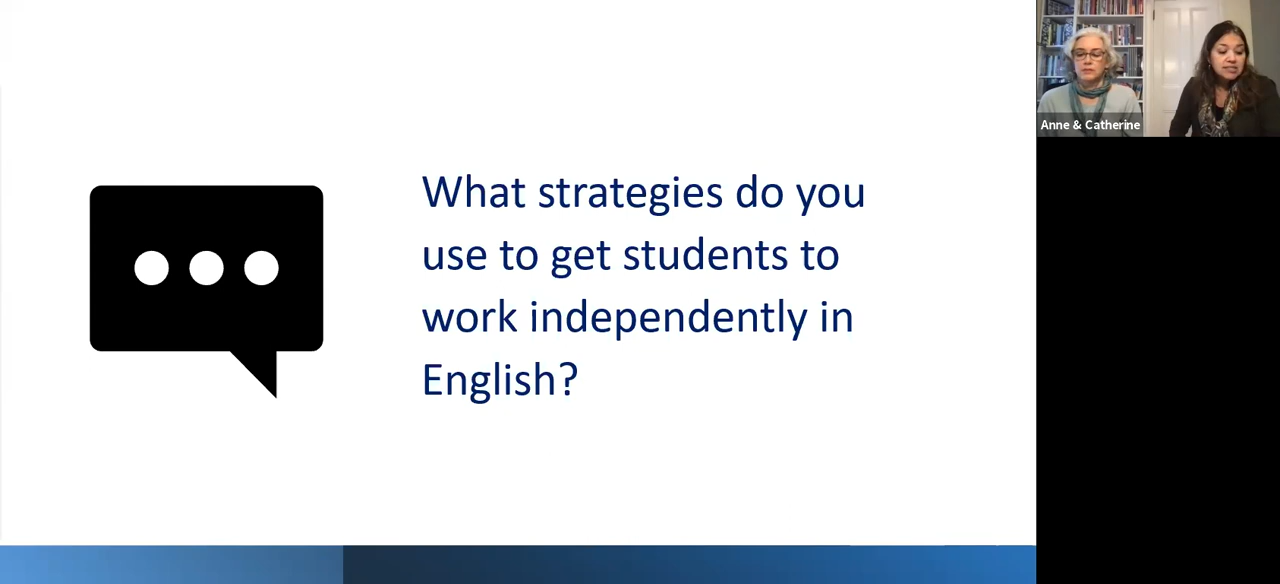 What strategies do you
use to get students to
work independently in
English?
Anne & Catherine